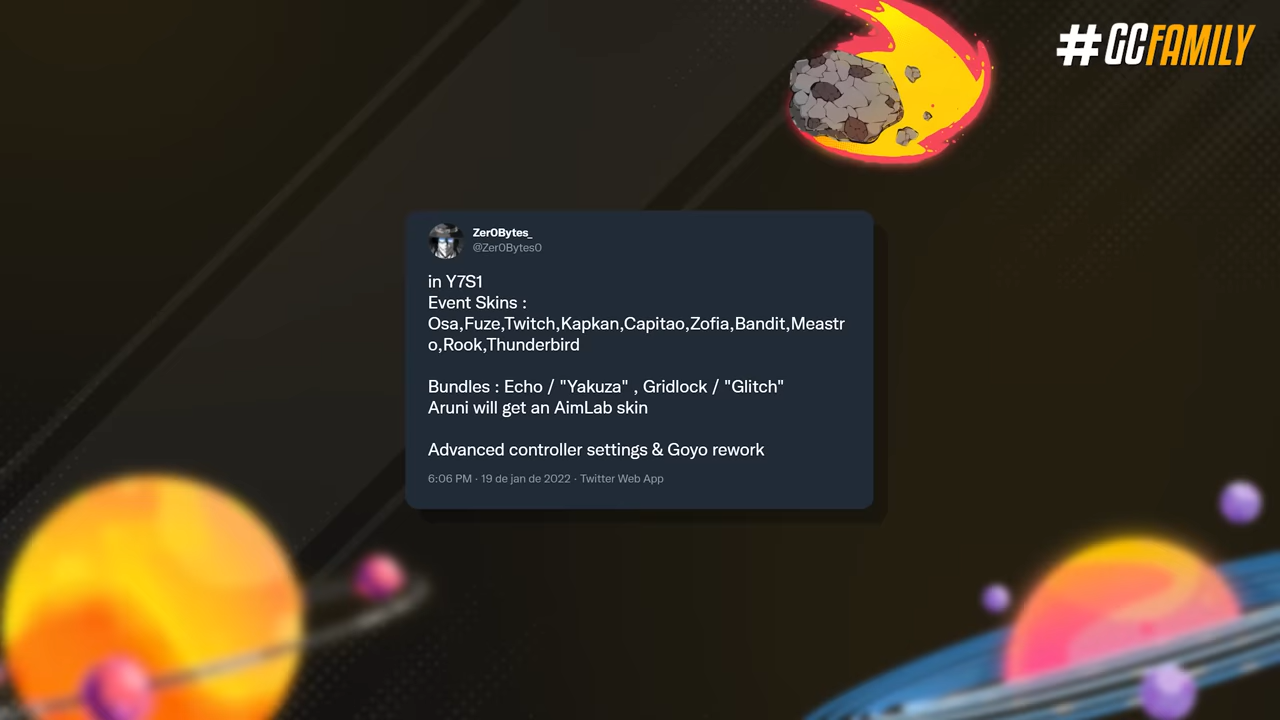 #GCFAMILY
Zer0Bytes_
@Zer0Bytes0
in Y7S1
Event Skins :
Osa,Fuze,Twitch,Kapkan,Capitao,Zofia,Bandit,Meastr
o,Rook,Thunderbird
Bundles : Echo / "Yakuza" , Gridlock / "Glitch"
Aruni will get an AimLab skin
Advanced controller settings & Goyo rework
6:06 PM · 19 de jan de 2022 · Twitter Web App